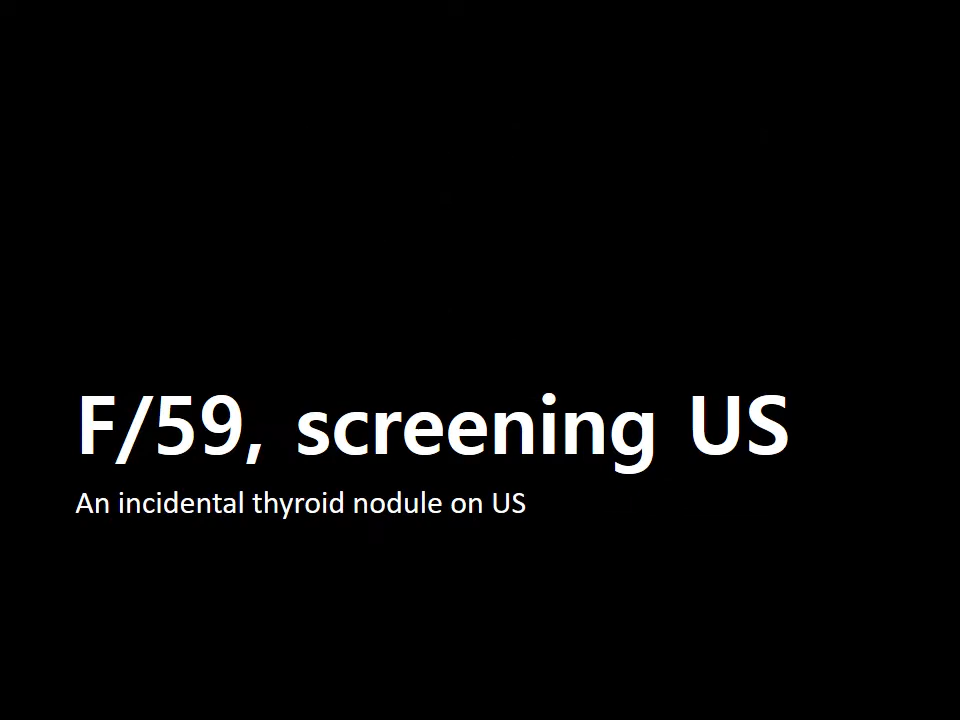 F/59, screening US
An incidental thyroid nodule on US